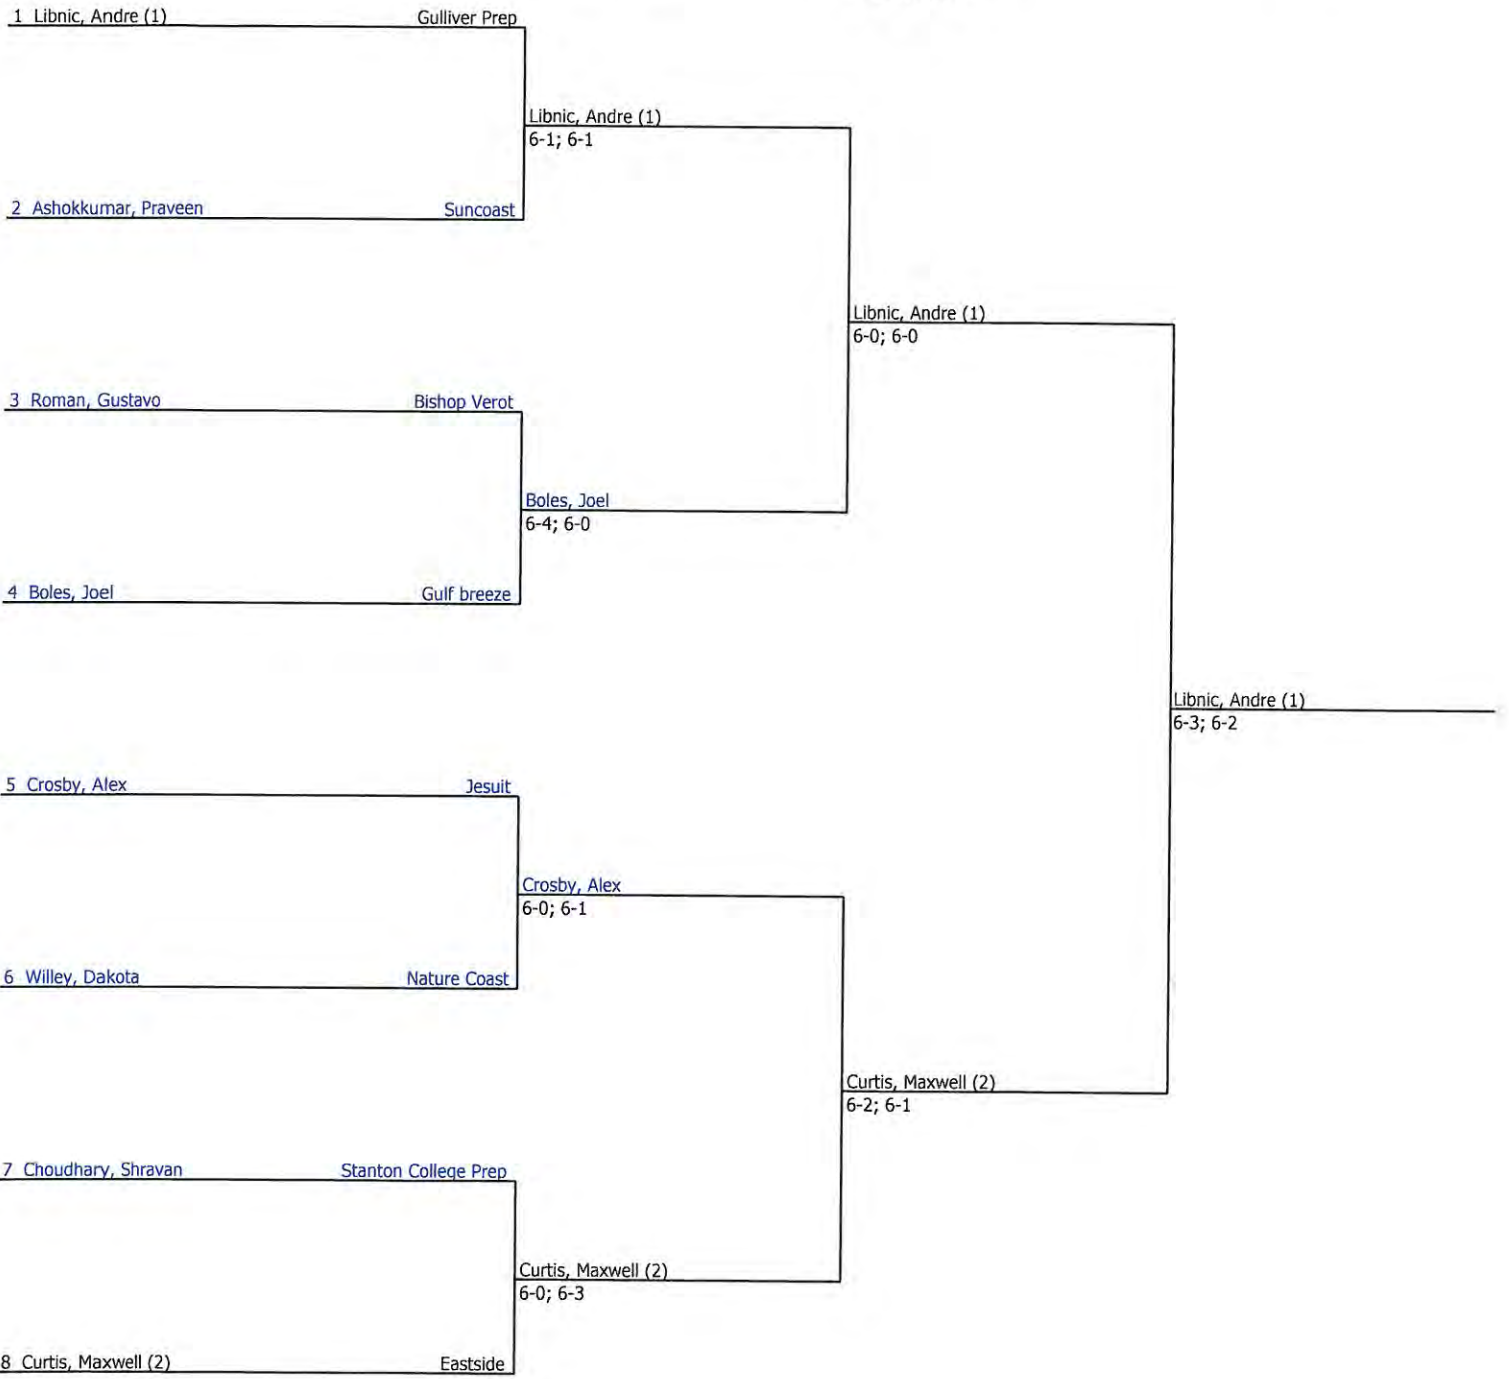 1 Libnic, Andre (1) Gulliver Prep
Libnic, Andre (1)
6-1; 6-1
2 Ashokkumar, Praveen Suncoast
Libnic, Andre (1)
6-0; 6-0
3 Roman, Gustavo Bishop Verot
Boles, Joel
6-4; 6-0
4 Boles, Joel Gulf breeze
Libnic, Andre (1)
6-3; 6-2
5 Crosby, Alex Jesuit
Crosby, Alex
6-0; 6-1
6 Willey, Dakota Nature Coast
Curtis, Maxwell (2)
6-2; 6-1
7 Choudhary, Shravan Stanton College Prep
Curtis, Maxwell (2)
6-0; 6-3
8 Curtis, Maxwell (2) Eastside